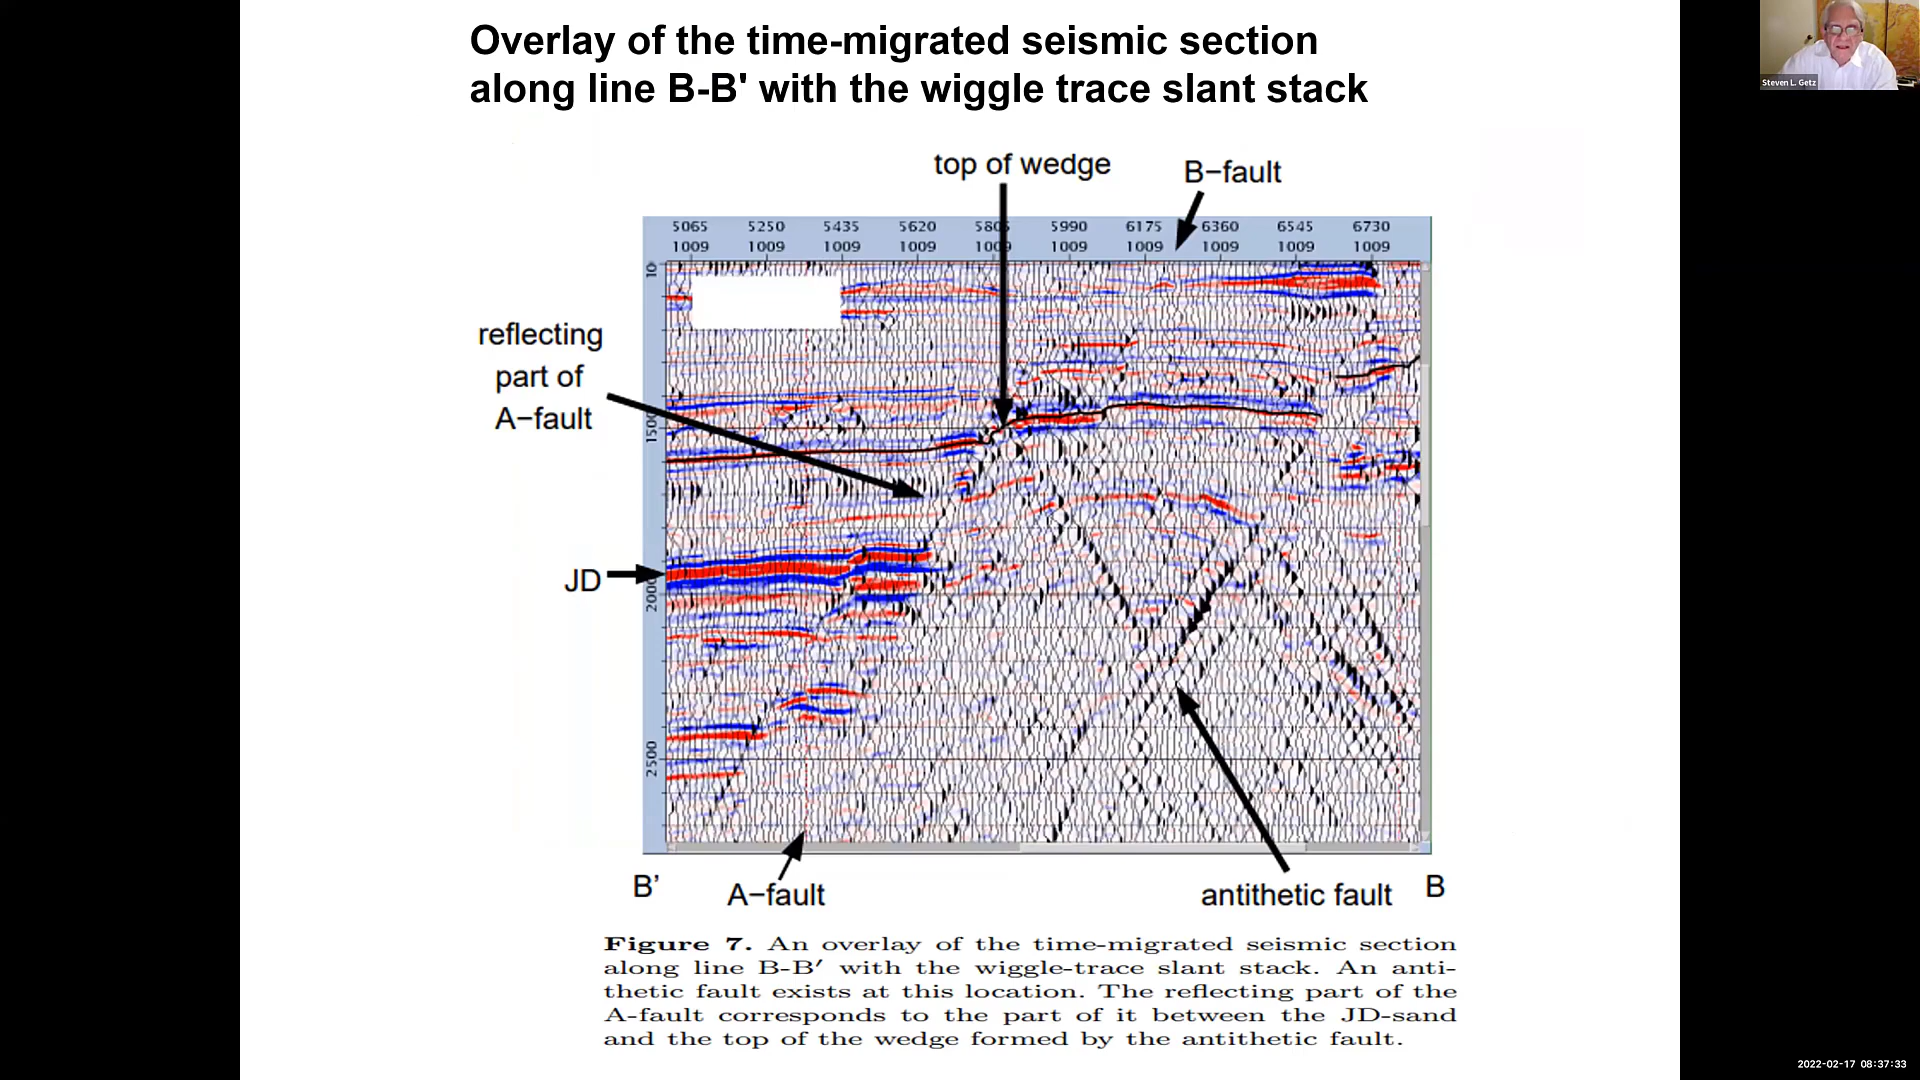 Overlay of the time-migrated seismic section
along line B-B' with the wiggle trace slant stack
Steven L. Getz
top of wedge
B−fault
5065 5250 5435 5620 5805 5990 6175 6360 6545 6730
1009 1009 1009 1009 1009 1009 1009 1009 1009 1009
10
reflecting
part of
A−fault
1500
JD
2000
2500
B’
A−fault
antithetic fault
B
Figure 7. An overlay of the time-migrated seismic section
along line B-B′ with the wiggle-trace slant stack. An anti-
thetic fault exists at this location. The reflecting part of the
A-fault corresponds to the part of it between the JD-sand
and the top of the wedge formed by the antithetic fault.
2022-02-17 08:37:33